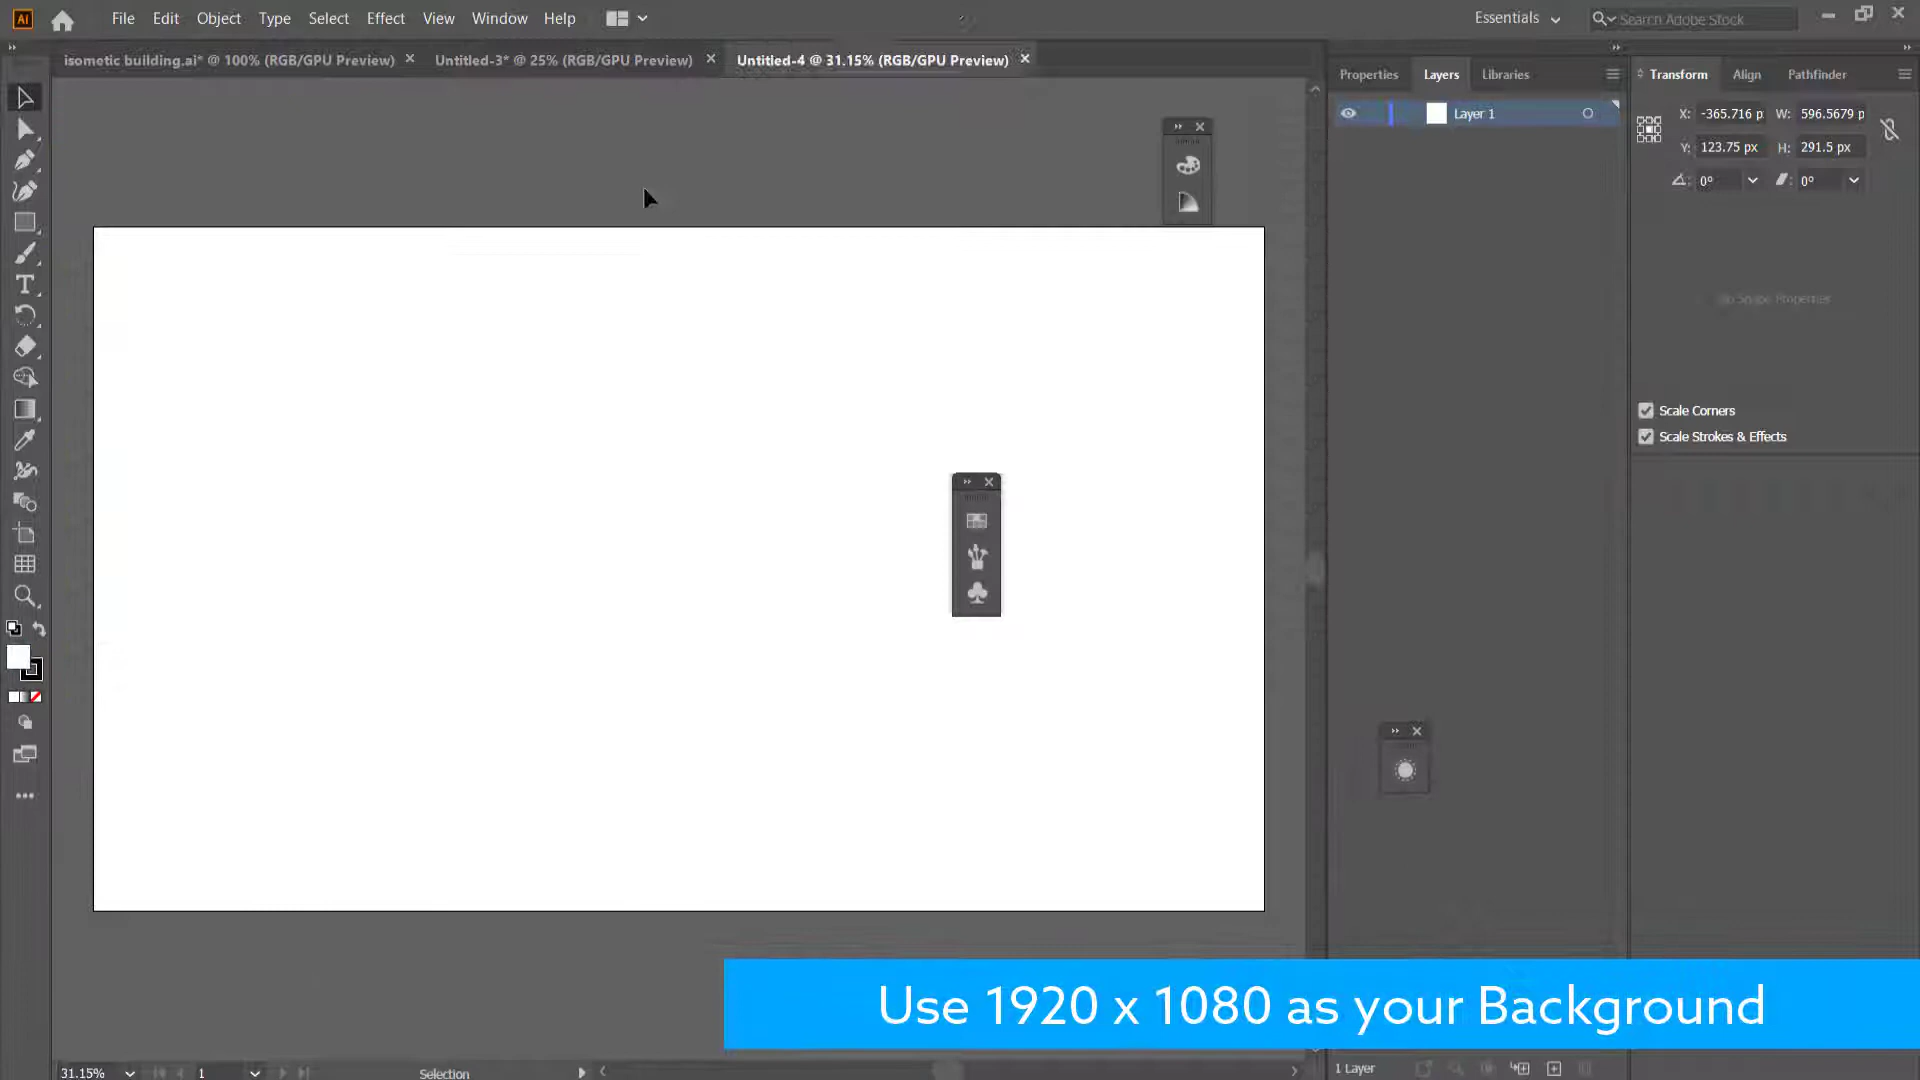 Ai File Edit Object Type Select Effect View Window Help Essentials Search Adobe Stock
isometic building.ai* @ 100% (RGB/GPU Preview) Untitled-3* @ 25% (RGB/GPU Preview) Untitled-4 @ 31.15% (RGB/GPU Preview)
Properties Layers Libraries Transform Align Pathfinder
Layer 1
X: -365.716 p W: 596.5679 p
Y: 123.75 px H: 291.5 px
0° 0°
No Shape Properties
Scale Corners
Scale Strokes & Effects
Use 1920 x 1080 as your Background
31.15% 1 Selection 1 Layer